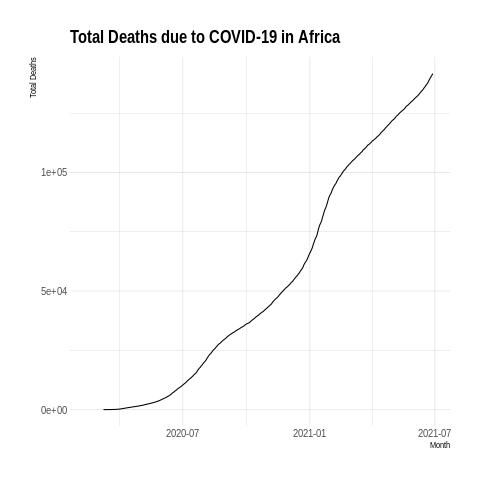 Total Deaths due to COVID-19 in Africa
Total Deaths
1e+05
5e+04
0e+00
2020-07 2021-01 2021-07
Month